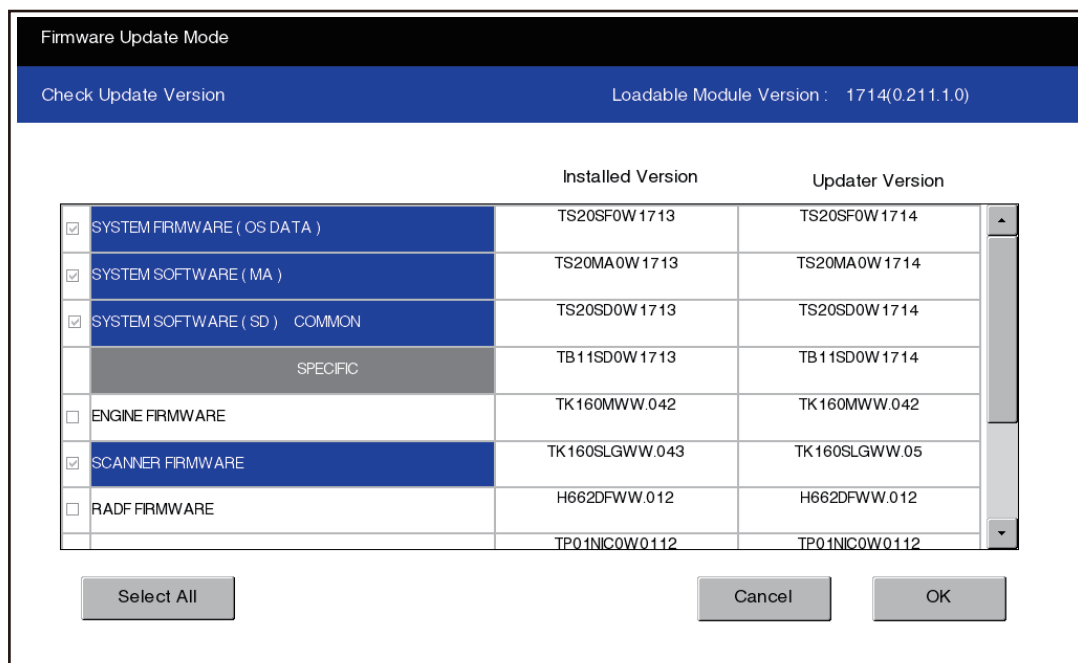 Firmware Update Mode
Check Update Version Loadable Module Version : 1714(0.211.1.0)
Installed Version Updater Version
SYSTEM FIRMWARE ( OS DATA ) TS20SF0W1713 TS20SF0W1714
SYSTEM SOFTWARE ( MA ) TS20MA0W1713 TS20MA0W1714
SYSTEM SOFTWARE ( SD ) COMMON TS20SD0W1713 TS20SD0W1714
SPECIFIC TB11SD0W1713 TB11SD0W1714
ENGINE FIRMWARE TK160MWW.042 TK160MWW.042
SCANNER FIRMWARE TK160SLGWW.043 TK160SLGWW.05
RADF FIRMWARE H662DFWW.012 H662DFWW.012
TP01NIC0W0112 TP01NIC0W0112
Select All Cancel OK